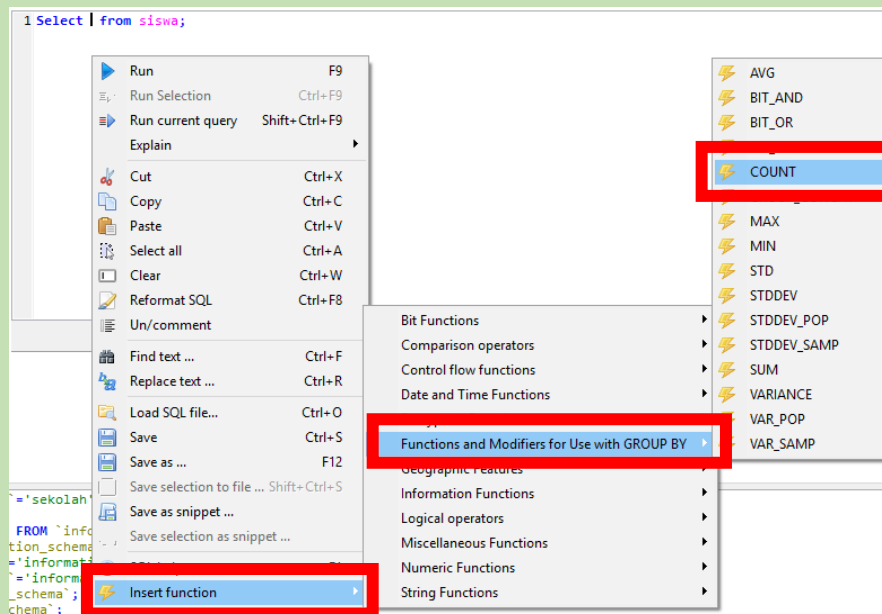 1 Select from siswa;
Run F9
Run Selection Ctrl+F9
Run current query Shift+Ctrl+F9
Explain
Cut Ctrl+X
Copy Ctrl+C
Paste Ctrl+V
Select all Ctrl+A
Clear Ctrl+W
Reformat SQL Ctrl+F8
Un/comment
Find text ... Ctrl+F
Replace text ... Ctrl+R
Load SQL file... Ctrl+O
Save Ctrl+S
Save as ... F12
Save selection to file ... Shift+Ctrl+S
Save as snippet ...
Save selection as snippet ...
Insert function
Bit Functions
Comparison operators
Control flow functions
Date and Time Functions
Functions and Modifiers for Use with GROUP BY
Geographic Features
Information Functions
Logical operators
Miscellaneous Functions
Numeric Functions
String Functions
AVG
BIT_AND
BIT_OR
COUNT
MAX
MIN
STD
STDDEV
STDDEV_POP
STDDEV_SAMP
SUM
VARIANCE
VAR_POP
VAR_SAMP
`='sekolah'
FROM `info
tion_schema
='informati
`='informa
_schema`;
chema`;